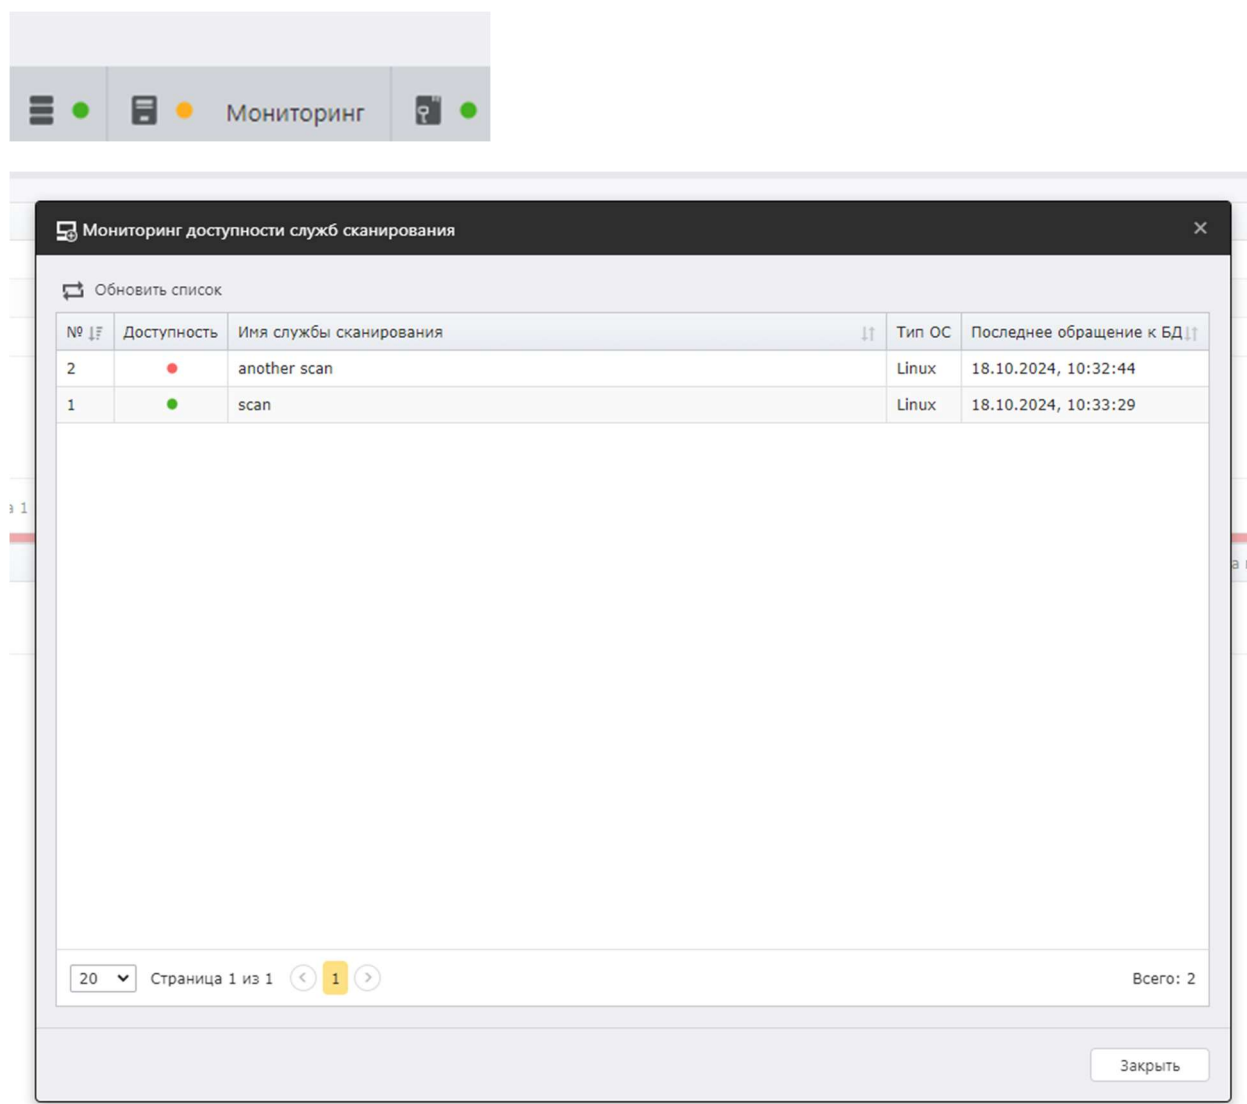 Мониторинг
Мониторинг доступности служб сканирования
Обновить список
№ Доступность Имя службы сканирования Тип ОС Последнее обращение к БД
2 another scan Linux 18.10.2024, 10:32:44
1 scan Linux 18.10.2024, 10:33:29
а 1
а
20 Страница 1 из 1 1 Всего: 2
Закрыть